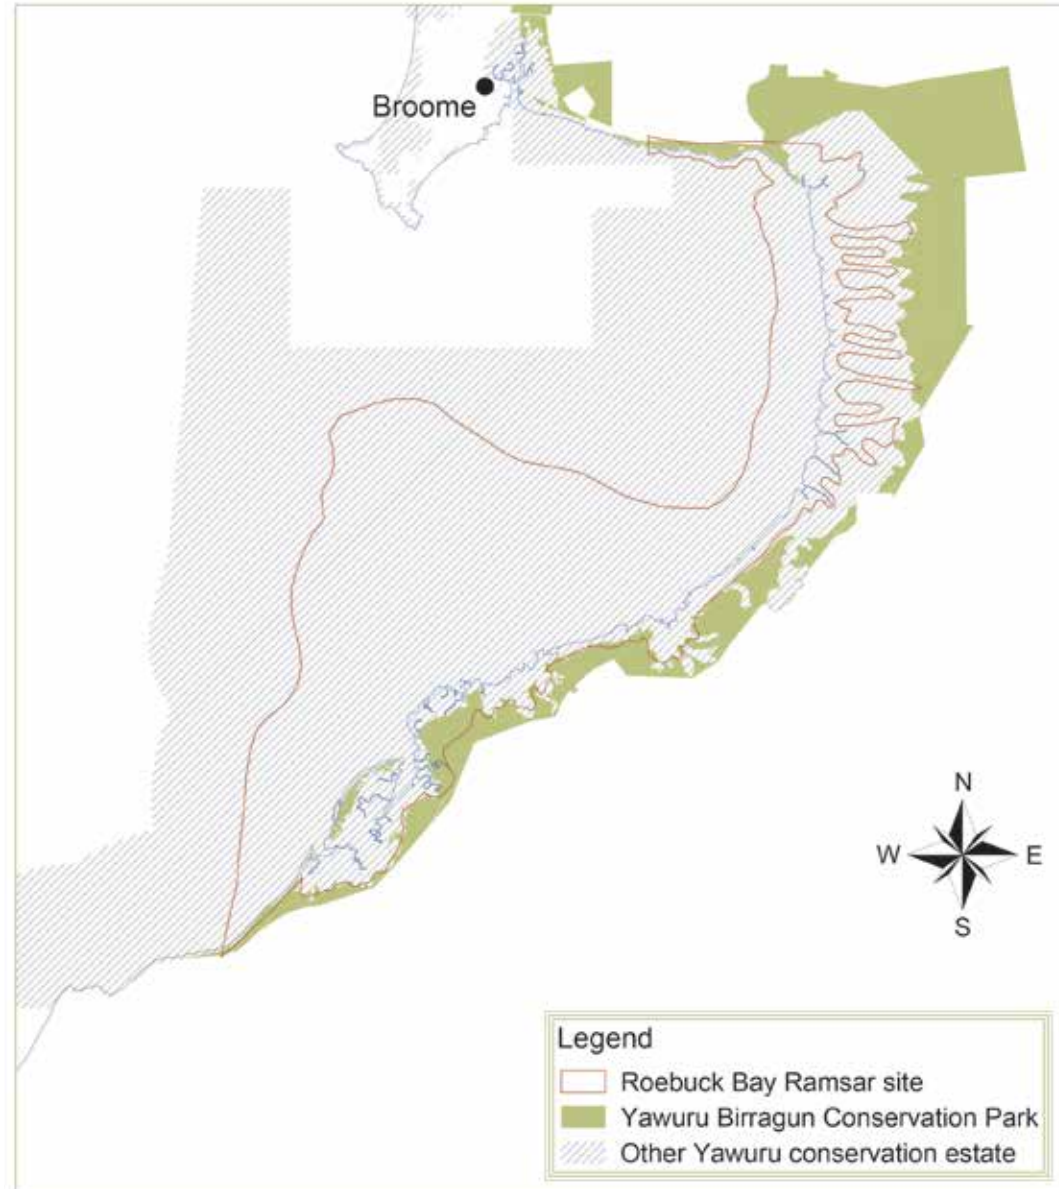 Broome
N
W E
S
Legend
Roebuck Bay Ramsar site
Yawuru Birragun Conservation Park
Other Yawuru conservation estate